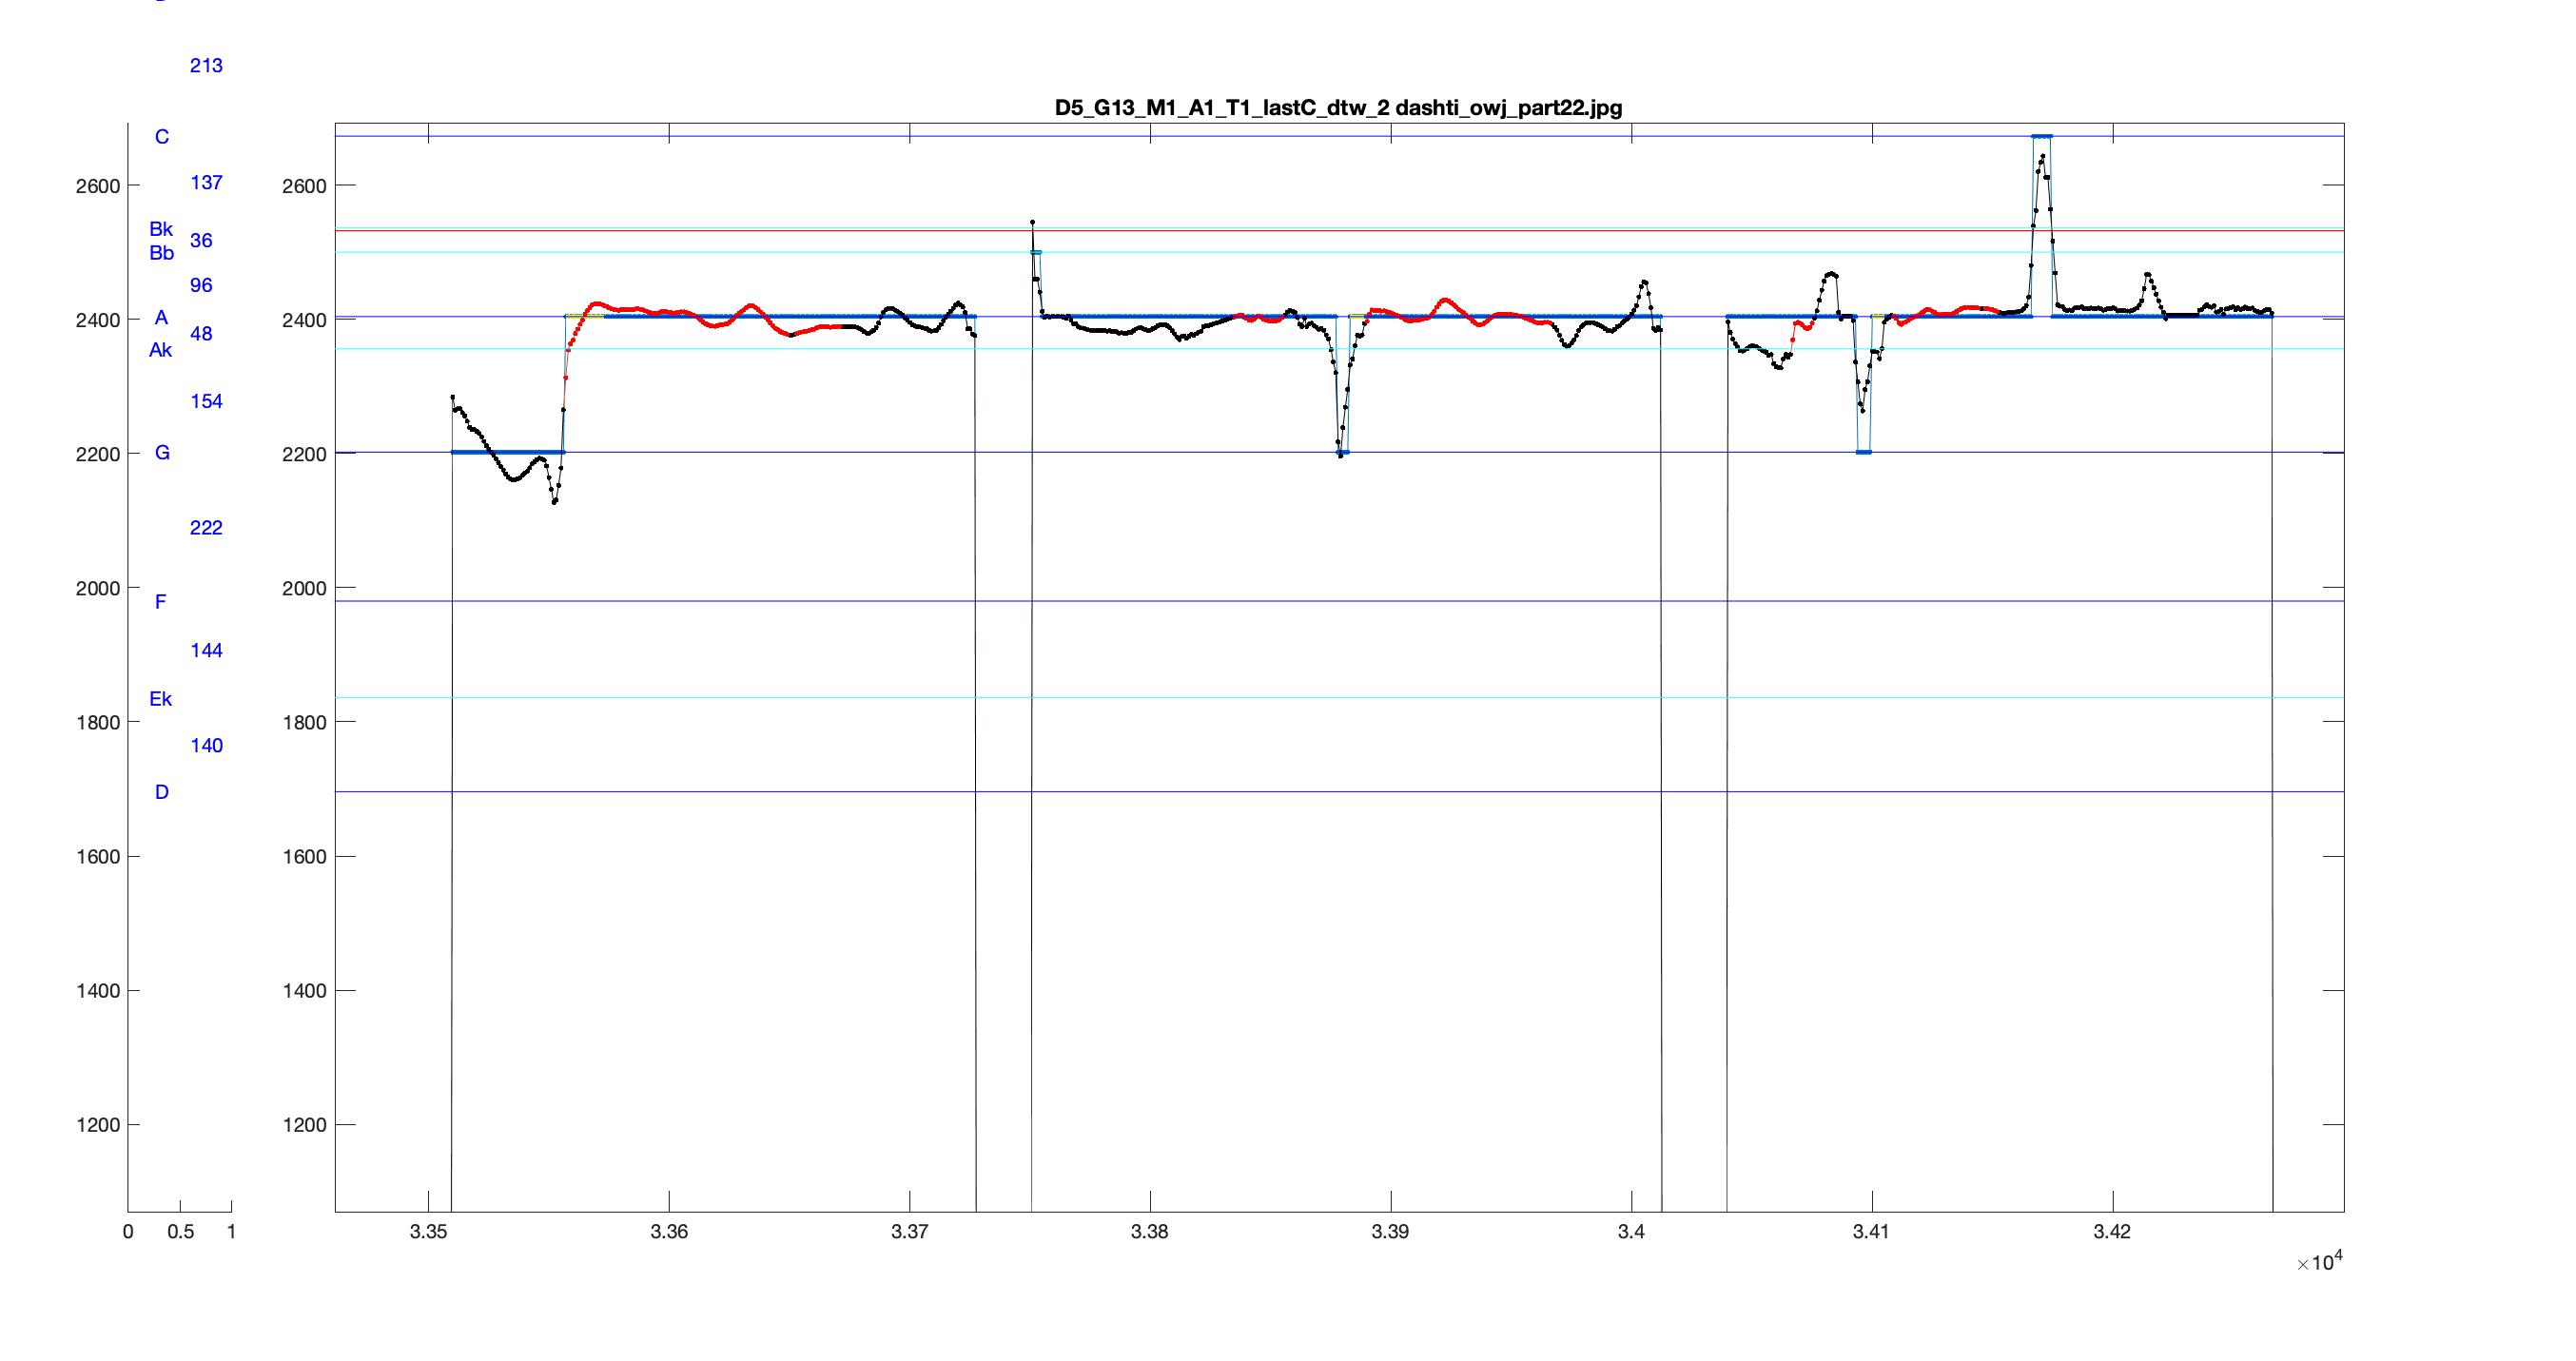 213
D5_G13_M1_A1_T1_lastC_dtw_2 dashti_owj_part22.jpg
C
2600 137 2600
Bk
36
Bb
96
2400 A 2400
48
Ak
154
2200 G 2200
222
2000 2000
F
144
Ek
1800 1800
140
D
1600 1600
1400 1400
1200 1200
0 0.5 1 3.35 3.36 3.37 3.38 3.39 3.4 3.41 3.42
×10^4